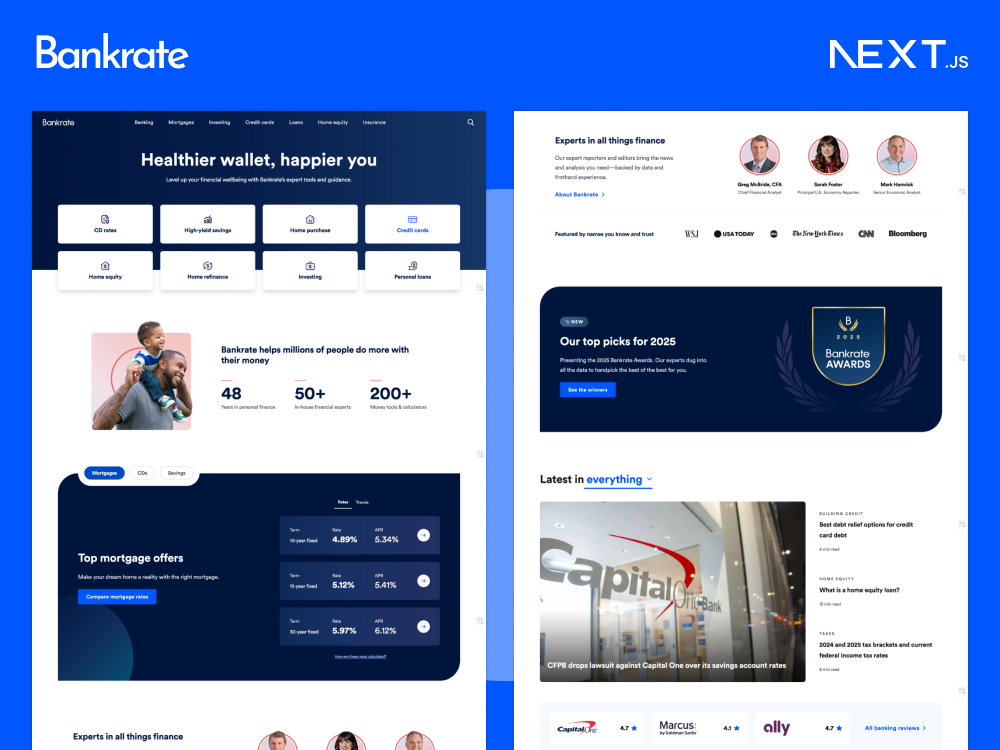 Bankrate
NEXT.JS
Bankrate
Banking Mortgages Investing Credit cards Loans Home equity Insurance
Healthier wallet, happier you
Level up your financial wellbeing with Bankrate's expert tools and guidance.
CD rates
High-yield savings
Home purchase
Credit cards
Home equity
Home refinance
Investing
Personal loans
Bankrate helps millions of people do more with
their money
48
Years in personal finance
50+
In-house financial experts
200+
Money tools & calculators
Mortgages CDs Savings
Rates Trends
Top mortgage offers
Make your dream home a reality with the right mortgage.
Compare mortgage rates
Term Rate APR
10-year fixed 4.89% 5.34%
Term Rate APR
15-year fixed 5.12% 5.41%
Term Rate APR
30-year fixed 5.97% 6.12%
How are these rates calculated?
Experts in all things finance
Experts in all things finance
Our expert reporters and editors bring the news
and analysis you need—backed by data and
firsthand experience.
About Bankrate
Greg McBride, CFA
Chief Financial Analyst
Sarah Foster
Principal U.S. Economy Reporter
Mark Hamrick
Senior Economic Analyst
Featured by names you know and trust
WSJ
USA TODAY
The New York Times
CNN
Bloomberg
NEW
Our top picks for 2025
Presenting the 2025 Bankrate Awards. Our experts dug into
all the data to handpick the best of the best for you.
See the winners
B
2025
Bankrate
AWARDS
Latest in everything
Capital One Bank
CFPB drops lawsuit against Capital One over its savings account rates
BUILDING CREDIT
Best debt relief options for credit
card debt
6 min read
HOME EQUITY
What is a home equity loan?
12 min read
TAXES
2024 and 2025 tax brackets and current
federal income tax rates
8 min read
Capital One 4.7
Marcus:
by Goldman Sachs
4.1
ally 4.7
All banking reviews